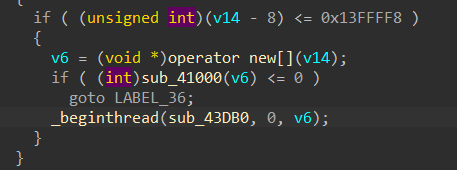 {
if ( (unsigned int)(v14 - 8) <= 0x13FFFF8 )
{
v6 = (void *)operator new[](v14);
if ( (int)sub_41000(v6) <= 0 )
goto LABEL_36;
_beginthread(sub_43DB0, 0, v6);
}
}